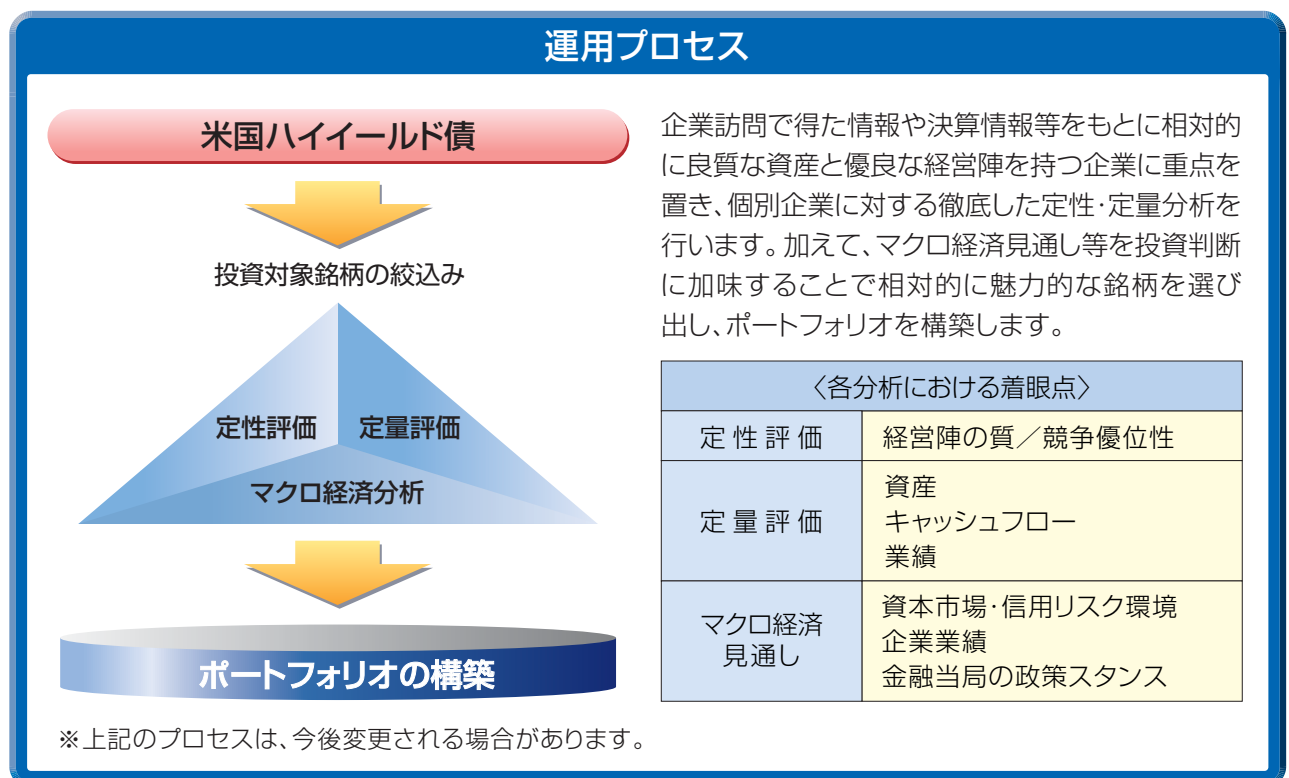 運用プロセス
米国ハイイールド債
投資対象銘柄の絞込み
定性評価
定量評価
マクロ経済分析
ポートフォリオの構築
企業訪問で得た情報や決算情報等をもとに相対的
に良質な資産と優良な経営陣を持つ企業に重点を
置き、個別企業に対する徹底した定性・定量分析を
行います。加えて、マクロ経済見通し等を投資判断
に加味することで相対的に魅力的な銘柄を選び
出し、ポートフォリオを構築します。
〈各分析における着眼点〉
定性評価
経営陣の質／競争優位性
定量評価
資産
キャッシュフロー
業績
マクロ経済
見通し
資本市場・信用リスク環境
企業業績
金融当局の政策スタンス
※上記のプロセスは、今後変更される場合があります。